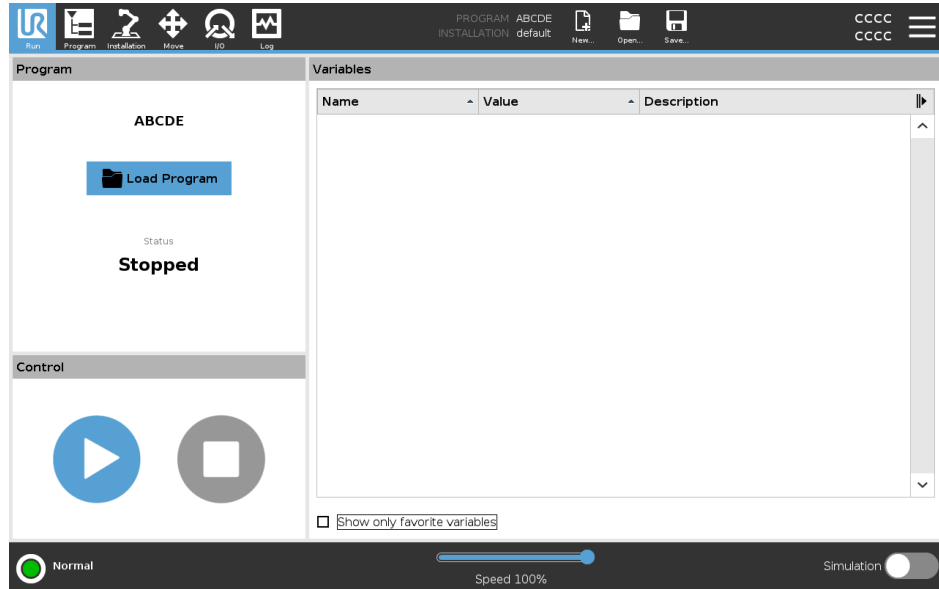 PROGRAM ABCDE
INSTALLATION default
CCCC
CCCC
UR
Run Program Installation Move I/O Log New... Open... Save...
Program
ABCDE
Load Program
Status
Stopped
Control
Variables
Name Value Description
Show only favorite variables
Normal
Speed 100%
Simulation